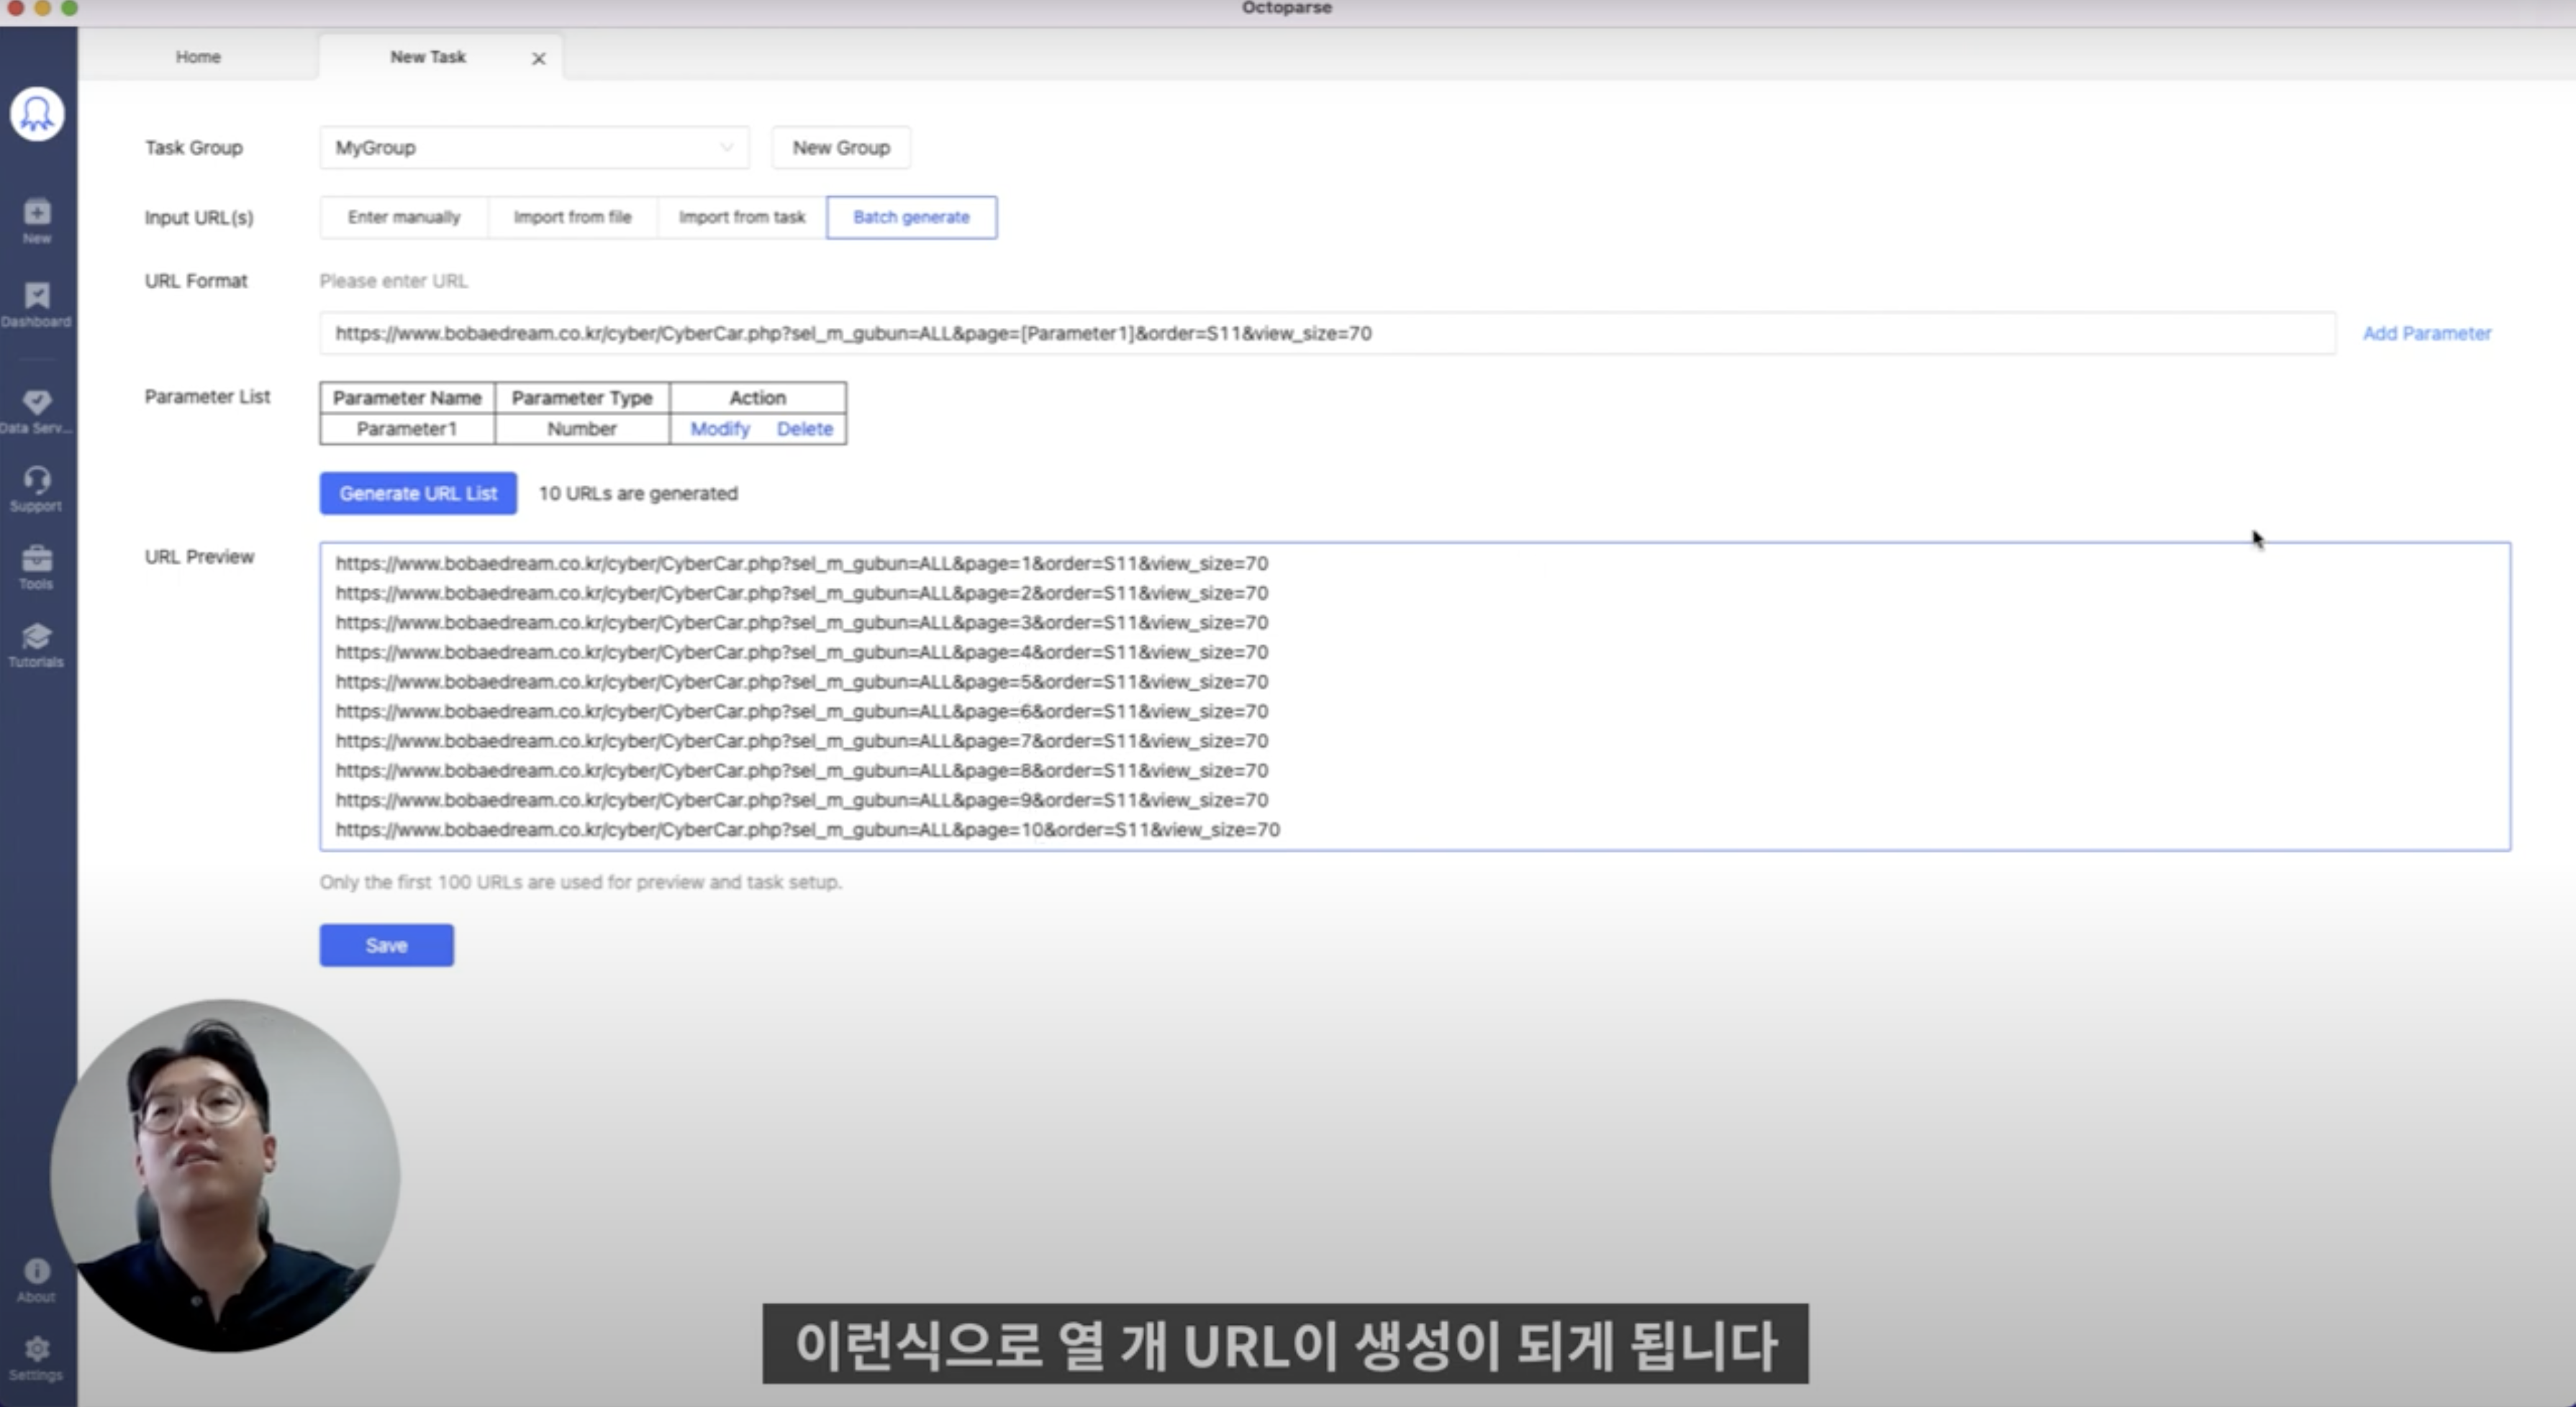 Octoparse
Home
New Task
New
Dashboard
Data Serv...
Support
Tools
Tutorials
About
Settings
Task Group
MyGroup
New Group
Input URL(s)
Enter manually
Import from file
Import from task
Batch generate
URL Format
Please enter URL
https://www.bobaedream.co.kr/cyber/CyberCar.php?sel_m_gubun=ALL&page=[Parameter1]&order=S11&view_size=70
Add Parameter
Parameter List
Parameter Name Parameter Type Action
Parameter1 Number Modify Delete
Generate URL List
10 URLs are generated
URL Preview
https://www.bobaedream.co.kr/cyber/CyberCar.php?sel_m_gubun=ALL&page=1&order=S11&view_size=70
https://www.bobaedream.co.kr/cyber/CyberCar.php?sel_m_gubun=ALL&page=2&order=S11&view_size=70
https://www.bobaedream.co.kr/cyber/CyberCar.php?sel_m_gubun=ALL&page=3&order=S11&view_size=70
https://www.bobaedream.co.kr/cyber/CyberCar.php?sel_m_gubun=ALL&page=4&order=S11&view_size=70
https://www.bobaedream.co.kr/cyber/CyberCar.php?sel_m_gubun=ALL&page=5&order=S11&view_size=70
https://www.bobaedream.co.kr/cyber/CyberCar.php?sel_m_gubun=ALL&page=6&order=S11&view_size=70
https://www.bobaedream.co.kr/cyber/CyberCar.php?sel_m_gubun=ALL&page=7&order=S11&view_size=70
https://www.bobaedream.co.kr/cyber/CyberCar.php?sel_m_gubun=ALL&page=8&order=S11&view_size=70
https://www.bobaedream.co.kr/cyber/CyberCar.php?sel_m_gubun=ALL&page=9&order=S11&view_size=70
https://www.bobaedream.co.kr/cyber/CyberCar.php?sel_m_gubun=ALL&page=10&order=S11&view_size=70
Only the first 100 URLs are used for preview and task setup.
Save
이런식으로 열 개 URL이 생성이 되게 됩니다